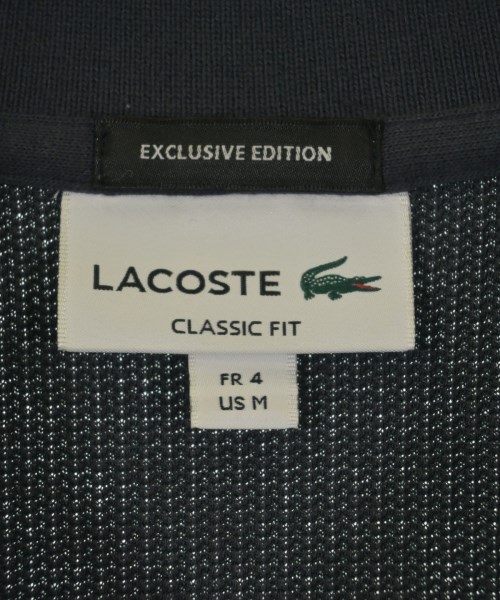 EXCLUSIVE EDITION
LACOSTE
CLASSIC FIT
FR 4
US M